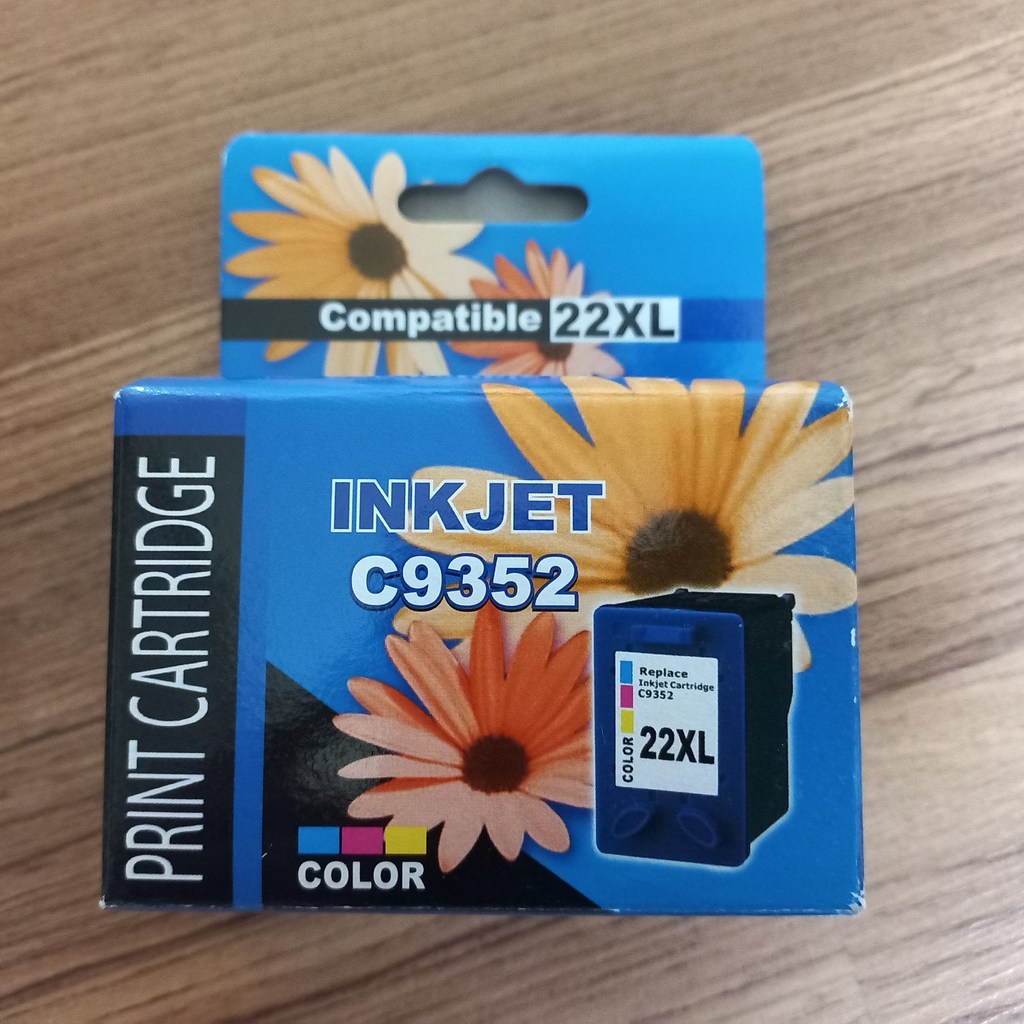 Compatible 22XL
PRINT CARTRIDGE
INKJET
C9352
Replace
Inkjet Cartridge
C9352
COLOR
22XL
COLOR